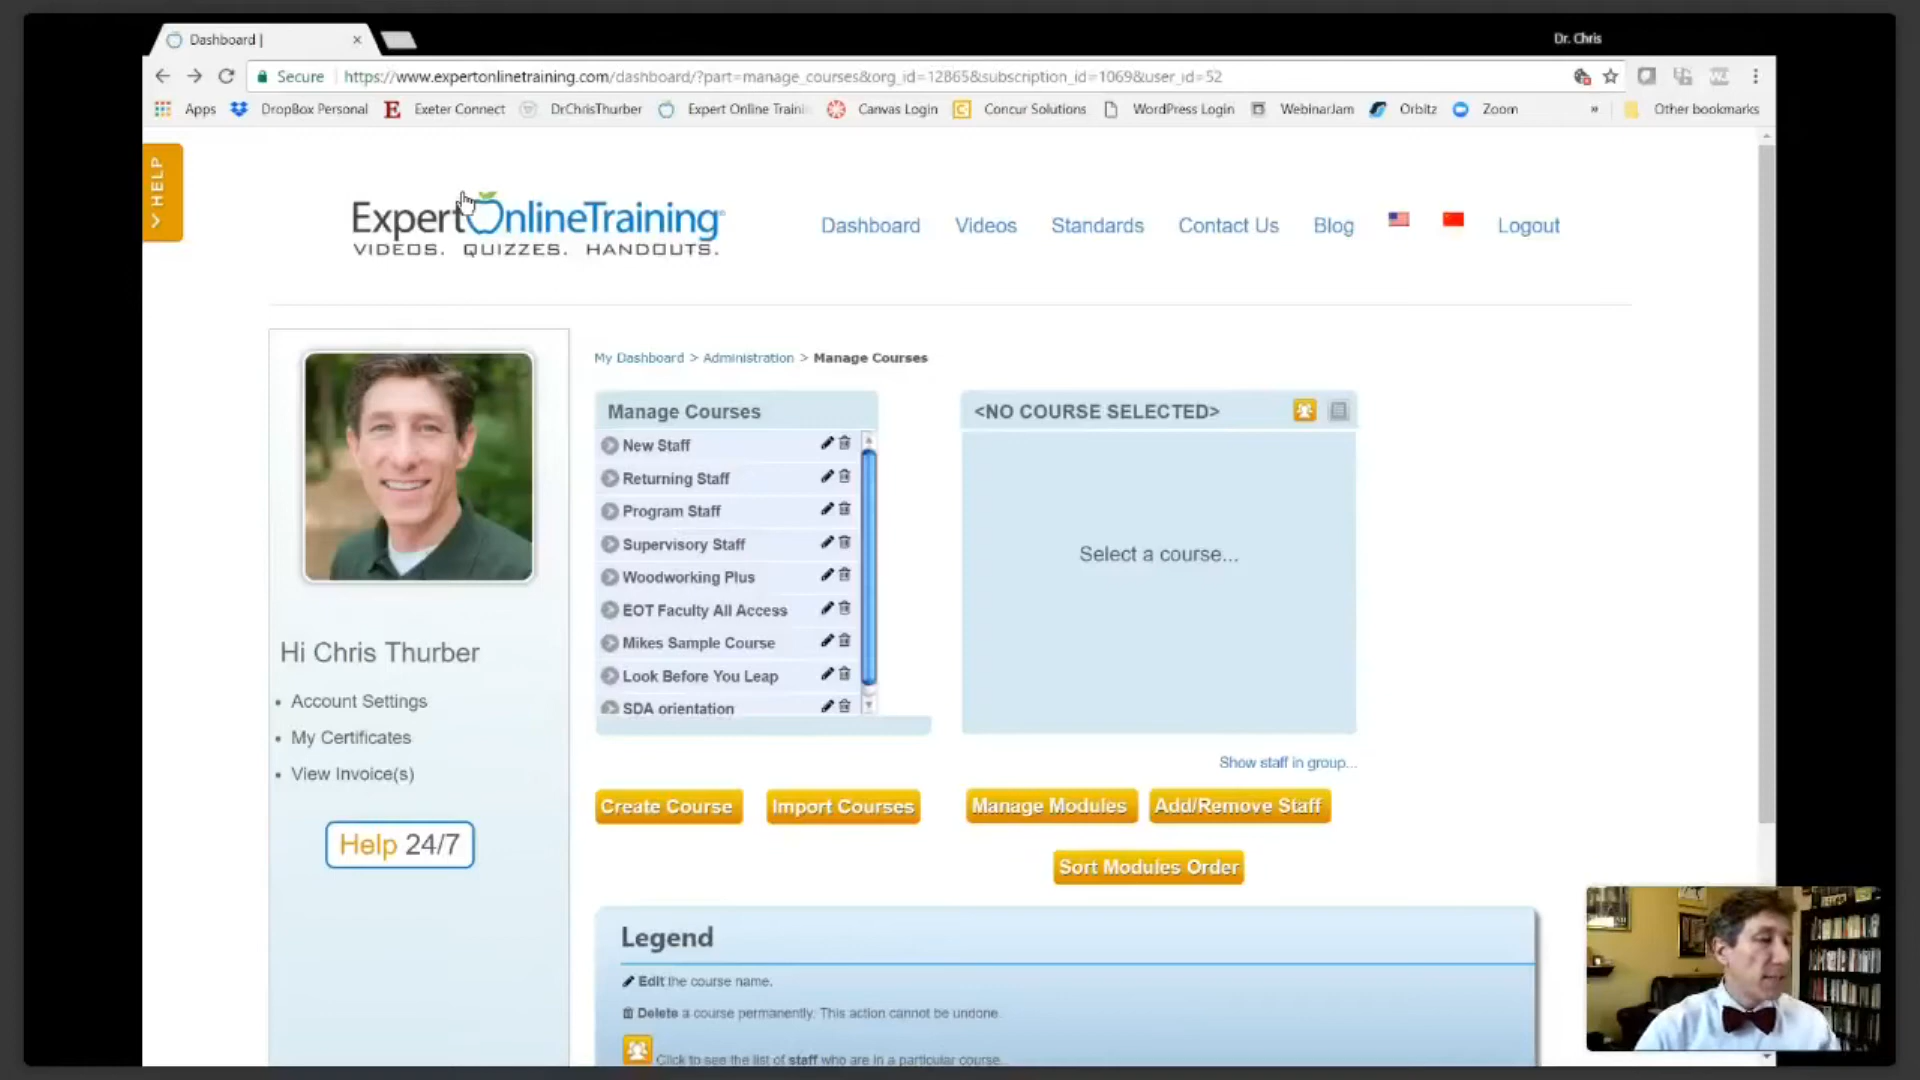 Dashboard |
Dr. Chris
Secure
https://www.expertonlinetraining.com/dashboard/?part=manage_courses&org_id=12865&subscription_id=1069&user_id=52
Apps DropBox Personal Exeter Connect DrChrisThurber Expert Online Trainin Canvas Login Concur Solutions WordPress Login WebinarJam Orbitz Zoom » Other bookmarks
HELP
ExpertOnlineTraining
VIDEOS. QUIZZES. HANDOUTS.
Dashboard Videos Standards Contact Us Blog Logout
My Dashboard > Administration > Manage Courses
Manage Courses
New Staff
Returning Staff
Program Staff
Supervisory Staff
Woodworking Plus
EOT Faculty All Access
Mikes Sample Course
Look Before You Leap
SDA orientation
<NO COURSE SELECTED>
Select a course...
Show staff in group...
Create Course
Import Courses
Manage Modules
Add/Remove Staff
Sort Modules Order
Hi Chris Thurber
• Account Settings
• My Certificates
• View Invoice(s)
Help 24/7
Legend
Edit the course name.
Delete a course permanently. This action cannot be undone.
Click to see the list of staff who are in a particular course.